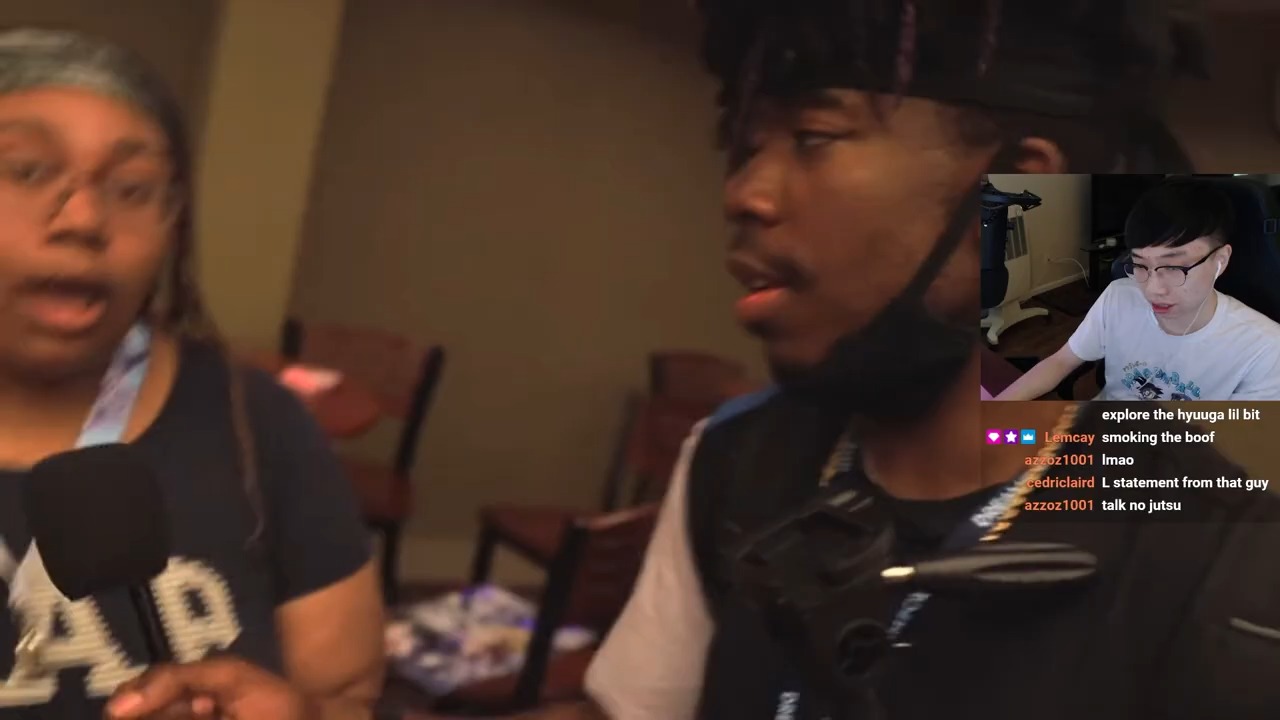 explore the hyuuga lil bit
Lemcay smoking the boof
azzoz1001 lmao
cedriclaird L statement from that guy
azzoz1001 talk no jutsu